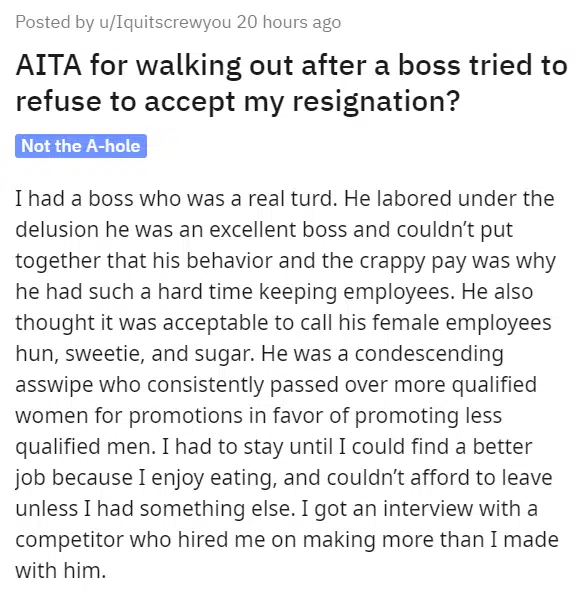 Posted by u/Iquitscrewyou 20 hours ago
AITA for walking out after a boss tried to
refuse to accept my resignation?
Not the A-hole
I had a boss who was a real turd. He labored under the
delusion he was an excellent boss and couldn’t put
together that his behavior and the crappy pay was why
he had such a hard time keeping employees. He also
thought it was acceptable to call his female employees
hun, sweetie, and sugar. He was a condescending
asswipe who consistently passed over more qualified
women for promotions in favor of promoting less
qualified men. I had to stay until I could find a better
job because I enjoy eating, and couldn’t afford to leave
unless I had something else. I got an interview with a
competitor who hired me on making more than I made
with him.